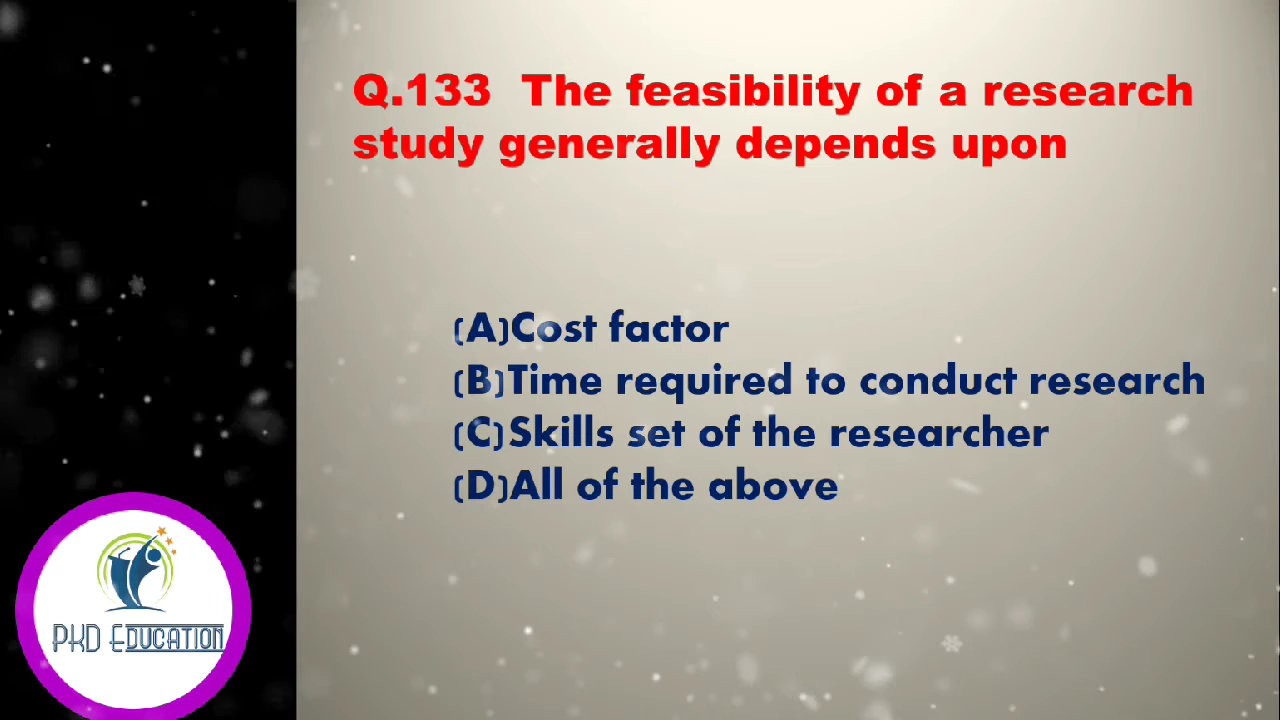 Q.133 The feasibility of a research
study generally depends upon
(A)Cost factor
(B)Time required to conduct research
(C)Skills set of the researcher
(D)All of the above
PKD EDUCATION